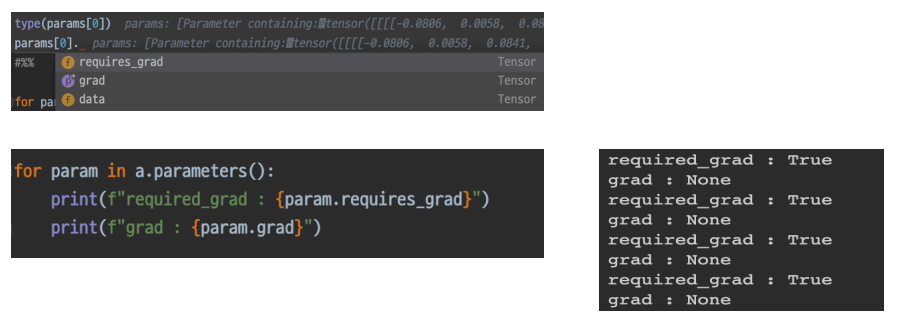 type(params[0])  params: [Parameter containing:tensor([[[[-0.0806,  0.0058,  0.08
params[0]._  params: [Parameter containing:tensor([[[[-0.0806,  0.0058,  0.0841,
#%%
f requires_grad Tensor
p grad Tensor
for pa
f data Tensor
for param in a.parameters():
print(f"required_grad : {param.requires_grad}")
print(f"grad : {param.grad}")
required_grad : True
grad : None
required_grad : True
grad : None
required_grad : True
grad : None
required_grad : True
grad : None